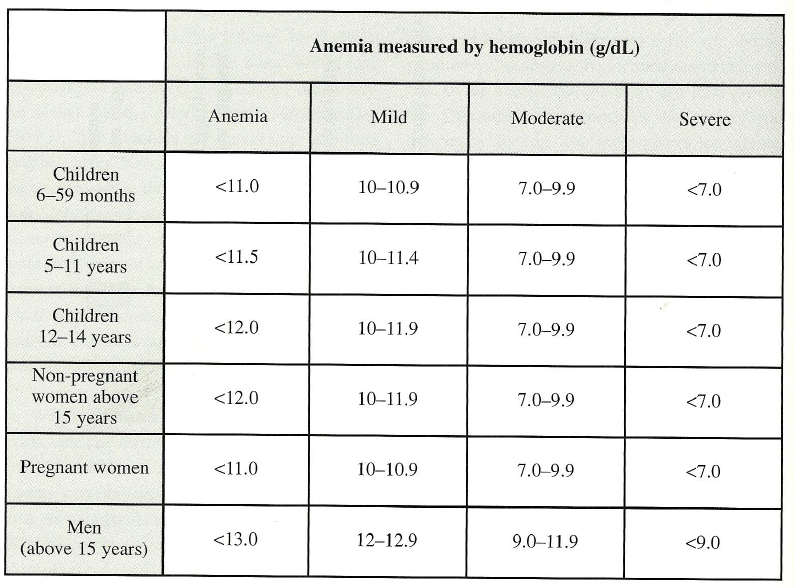 Anemia measured by hemoglobin (g/dL)
Anemia Mild Moderate Severe
Children
6–59 months <11.0 10–10.9 7.0–9.9 <7.0
Children
5–11 years <11.5 10–11.4 7.0–9.9 <7.0
Children
12–14 years <12.0 10–11.9 7.0–9.9 <7.0
Non-pregnant
women above <12.0 10–11.9 7.0–9.9 <7.0
15 years
Pregnant women <11.0 10–10.9 7.0–9.9 <7.0
Men
(above 15 years) <13.0 12–12.9 9.0–11.9 <9.0